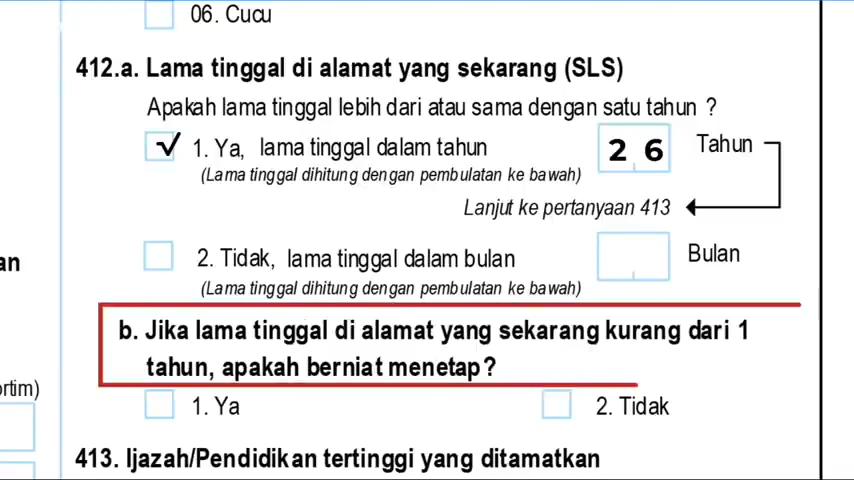 06. Cucu
412.a. Lama tinggal di alamat yang sekarang (SLS)
Apakah lama tinggal lebih dari atau sama dengan satu tahun ?
√ 1. Ya, lama tinggal dalam tahun 2 6 Tahun
(Lama tinggal dihitung dengan pembulatan ke bawah)
Lanjut ke pertanyaan 413
an
2. Tidak, lama tinggal dalam bulan Bulan
(Lama tinggal dihitung dengan pembulatan ke bawah)
b. Jika lama tinggal di alamat yang sekarang kurang dari 1
tahun, apakah berniat menetap?
rtim)
1. Ya 2. Tidak
413. Ijazah/Pendidikan tertinggi yang ditamatkan